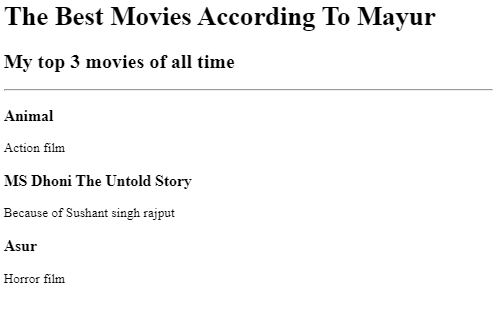 The Best Movies According To Mayur
My top 3 movies of all time
Animal
Action film
MS Dhoni The Untold Story
Because of Sushant singh rajput
Asur
Horror film